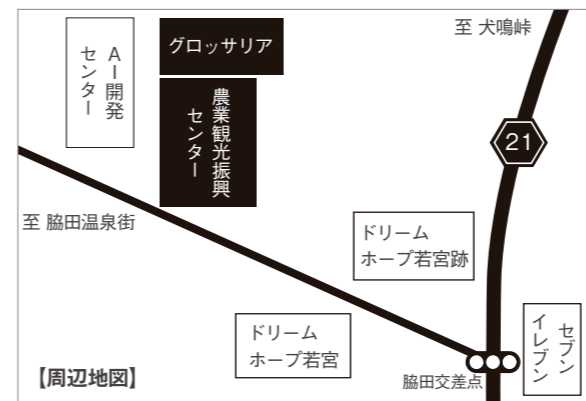 至 犬鳴峠
グロッサリア
AI開発
センター
農業観光振興
センター
21
至 脇田温泉街
ドリーム
ホープ若宮跡
ドリーム
ホープ若宮
セブン
イレブン
脇田交差点
【周辺地図】